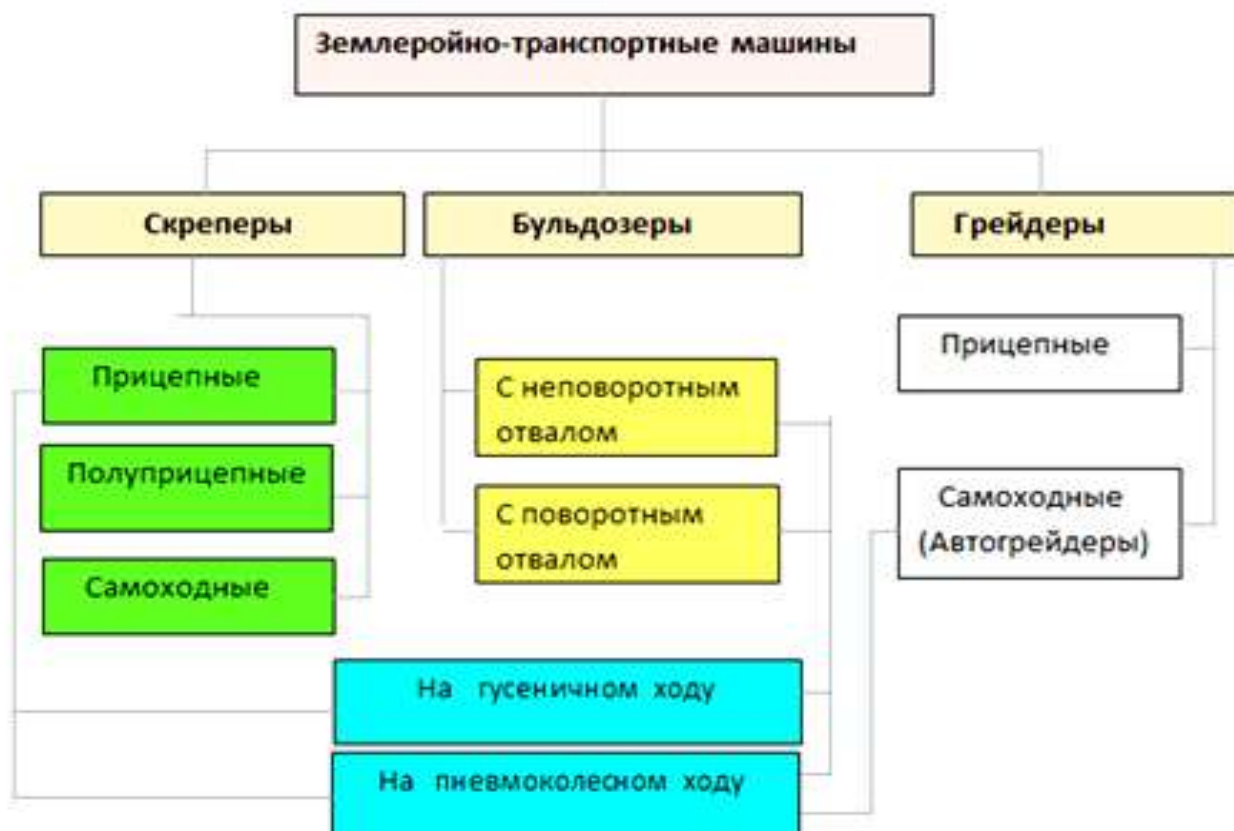 Землеройно-транспортные машины
Скреперы
Бульдозеры
Грейдеры
Прицепные
Полуприцепные
Самоходные
С неповоротным
отвалом
С поворотным
отвалом
Прицепные
Самоходные
(Автогрейдеры)
На гусеничном ходу
На пневмоколесном ходу